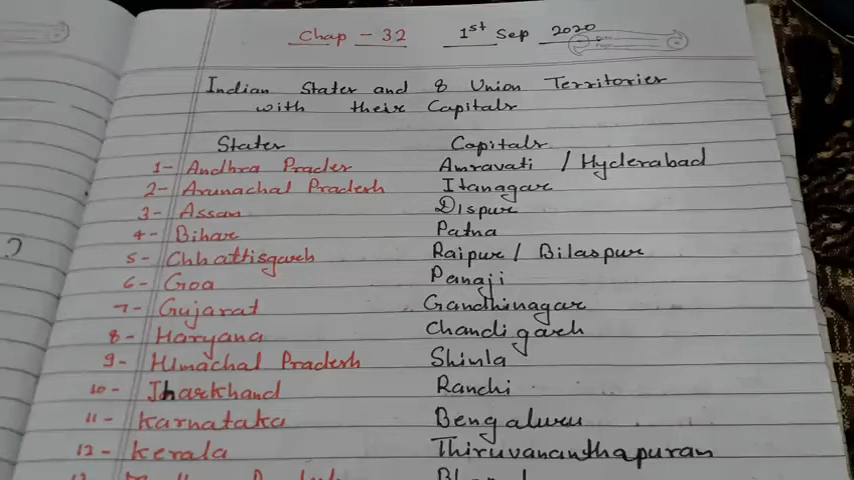 Chap - 32 1st Sep 2020
Indian States and 8 Union Territories
with their Capitals
States Capitals
1- Andhra Prades Amravati / Hyderabad
2- Arunachal Pradesh Itanagar
3- Assam Dispur
4- Bihar Patna
5- Chhattisgarh Raipur / Bilaspur
6- Goa Panaji
7- Gujarat Gandhinagar
8- Haryana Chandigarh
9- Himachal Pradesh Shimla
10- Jharkhand Ranchi
11- Karnataka Bengaluru
12- Kerala Thiruvananthapuram